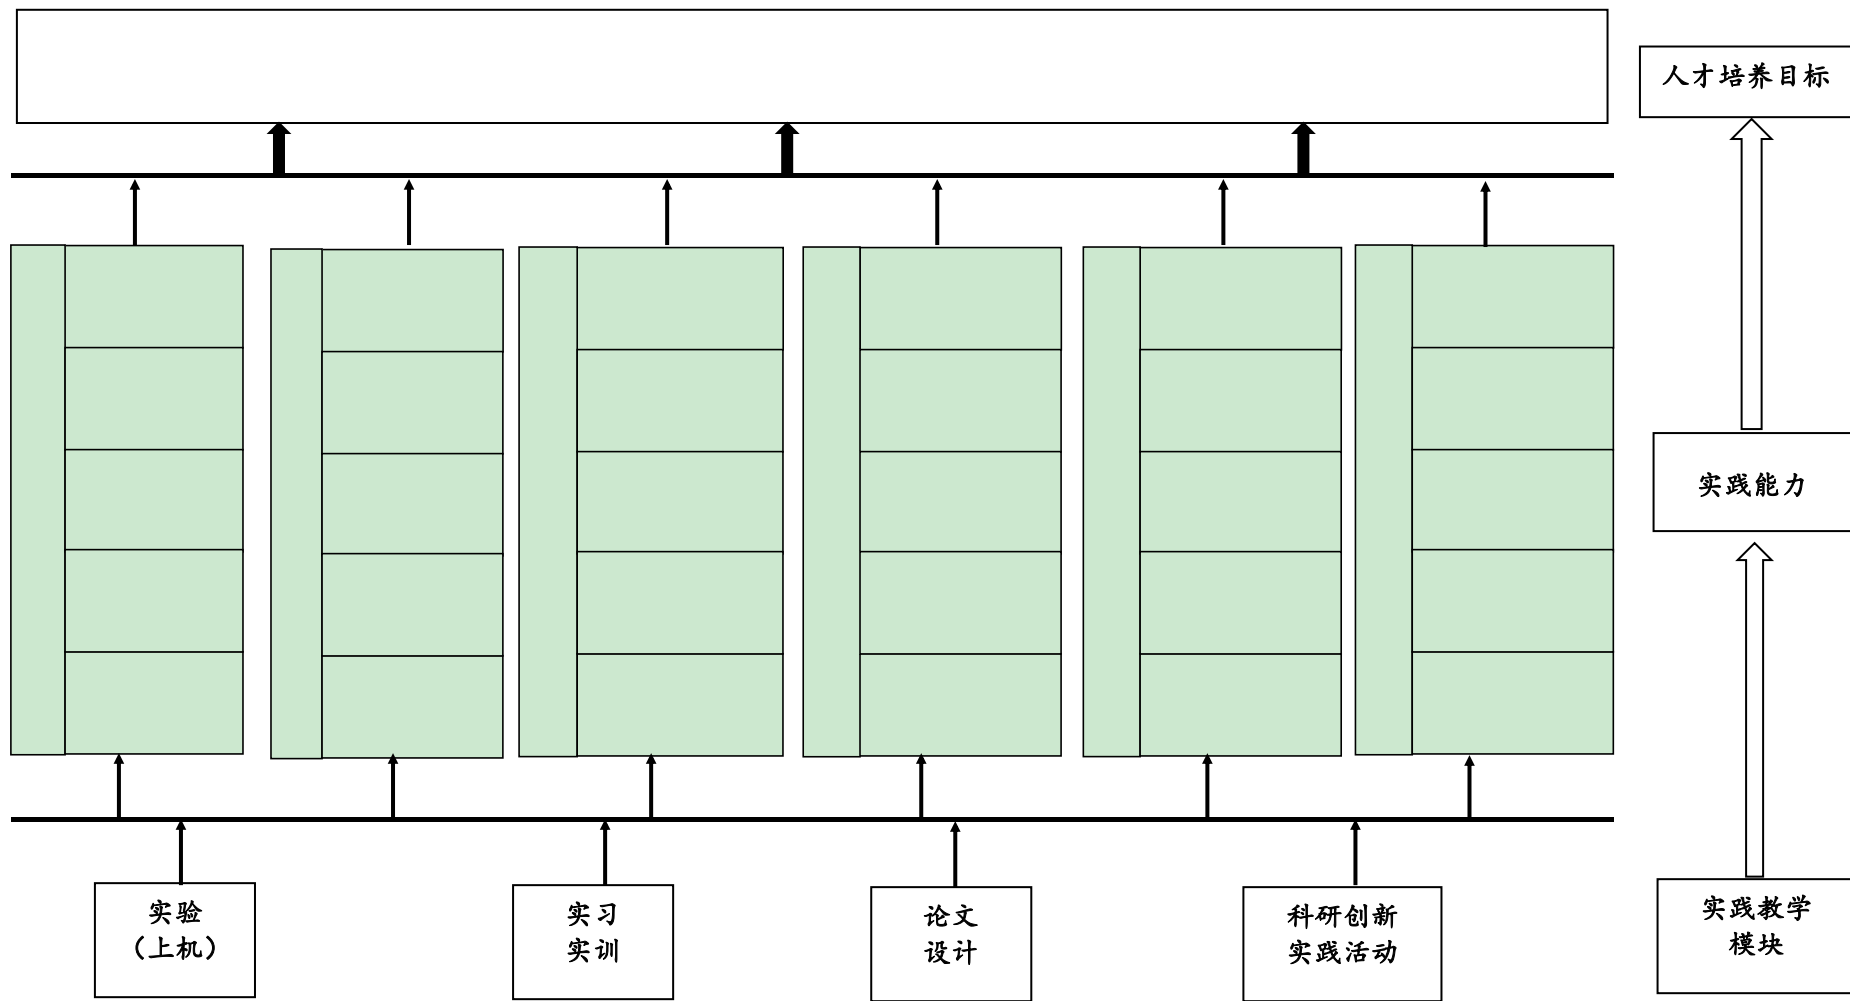 人才培养目标
实践能力
实验
（上机）
实习
实训
论文
设计
科研创新
实践活动
实践教学
模块